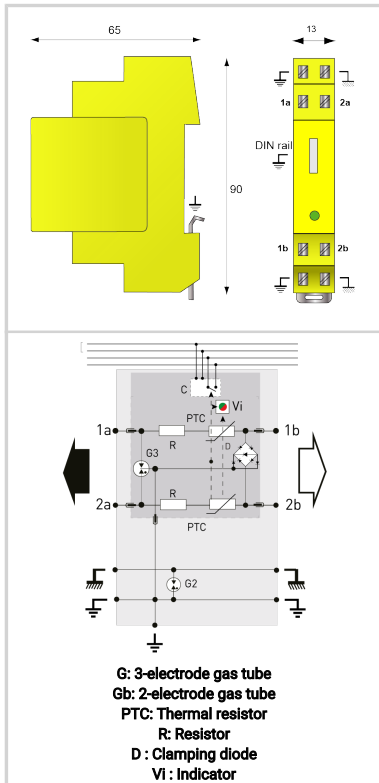 65
13
1a
2a
DIN rail
90
1b
2b
C
Vi
PTC
1a
1b
R
D
G3
R
2a
2b
PTC
G2
G: 3-electrode gas tube
Gb: 2-electrode gas tube
PTC: Thermal resistor
R: Resistor
D : Clamping diode
Vi : Indicator